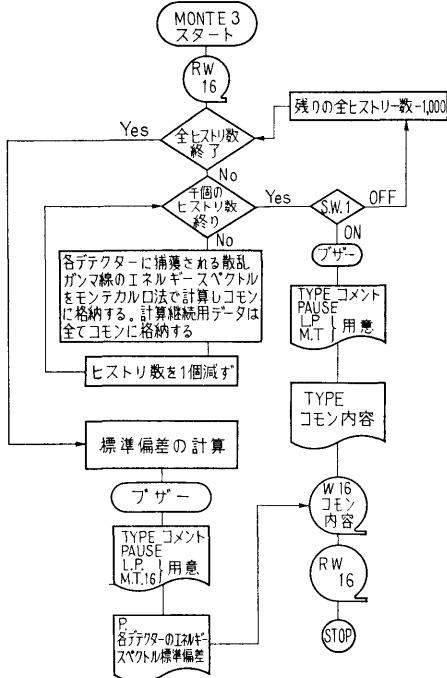 MONTE 3
スタート
RW
16
残りの全ヒストリー数-1,000
Yes
全ヒストリ数
終了
No
千個の
ヒストリ数
終り
Yes
S.W.1
OFF
No
ON
ブザー
各デテクターに捕獲される散乱
ガンマ線のエネルギースペクトル
をモンテカルロ法で計算しコモン
に格納する。計算継続用データは
全てコモンに格納する
TYPE コメント
PAUSE
L.P.
M.T
} 用意
ヒストリ数を1個減ず
TYPE
コモン内容
標準偏差の計算
ブザー
W16
コモン
内容
TYPE コメント
PAUSE
L.P.
M.T.16
} 用意
RW
16
P.
各デテクターのエネルギー
スペクトル標準偏差
STOP